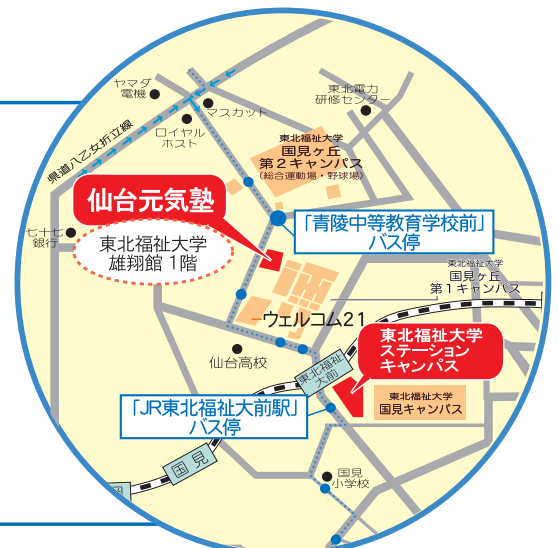 ヤマダ
電機
マスカット
ロイヤル
ホスト
東北電力
研修センター
県道八乙女折立線
東北福祉大学
国見ヶ丘
第2キャンパス
(総合運動場・野球場)
仙台元気塾
七十七
銀行
東北福祉大学
雄翔館 1階
「青陵中等教育学校前」
バス停
東北福祉大学
国見ヶ丘
第1キャンパス
ウェルコム21
仙台高校
東北福祉大学
ステーション
キャンパス
東北福祉
大前
東北福祉大学
国見キャンパス
「JR東北福祉大前駅」
バス停
国見
国見
小学校